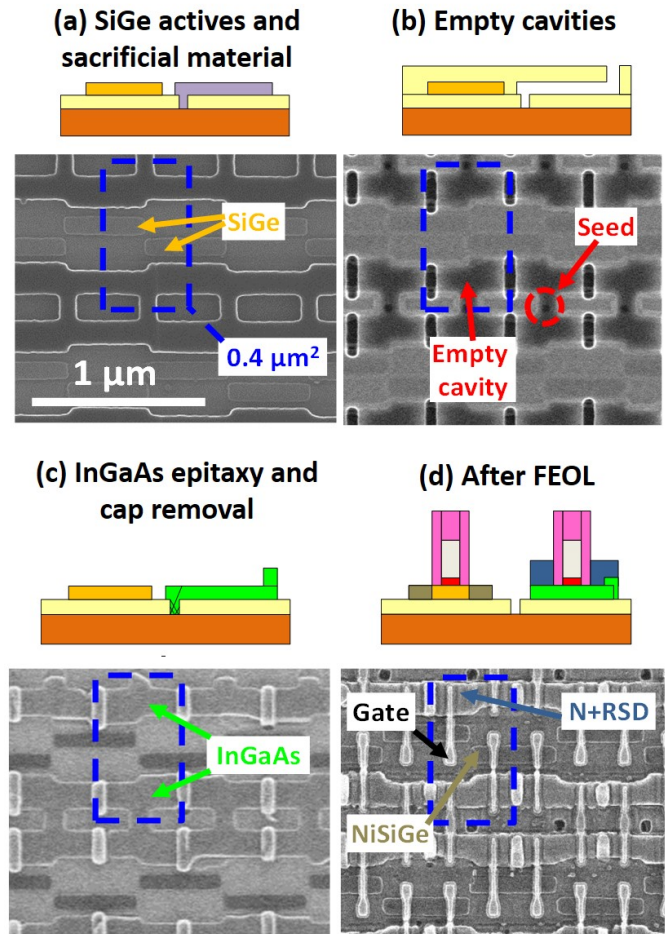 (a) SiGe actives and
sacrificial material
SiGe
0.4 µm²
1 µm
(b) Empty cavities
Seed
Empty
cavity
(c) InGaAs epitaxy and
cap removal
InGaAs
(d) After FEOL
Gate
N+RSD
NiSiGe